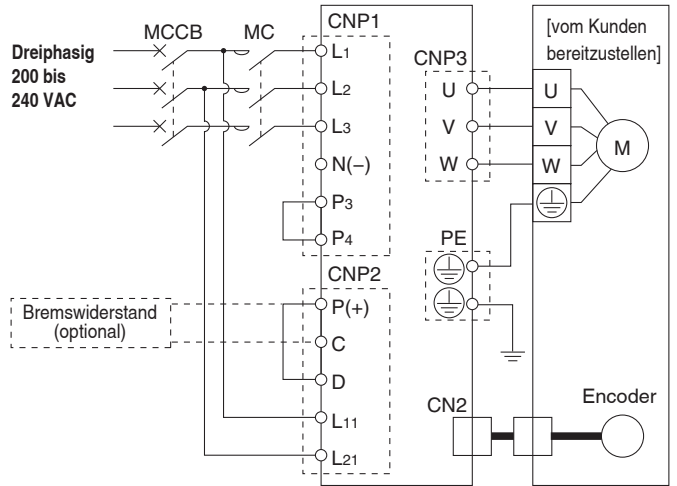 Dreiphasig
200 bis
240 VAC
MCCB
MC
CNP1
L1
L2
L3
N(−)
P3
P4
CNP2
P(+)
C
D
L11
L21
Bremswiderstand
(optional)
CNP3
U
V
W
PE
CN2
[vom Kunden
bereitzustellen]
U
V
W
M
Encoder